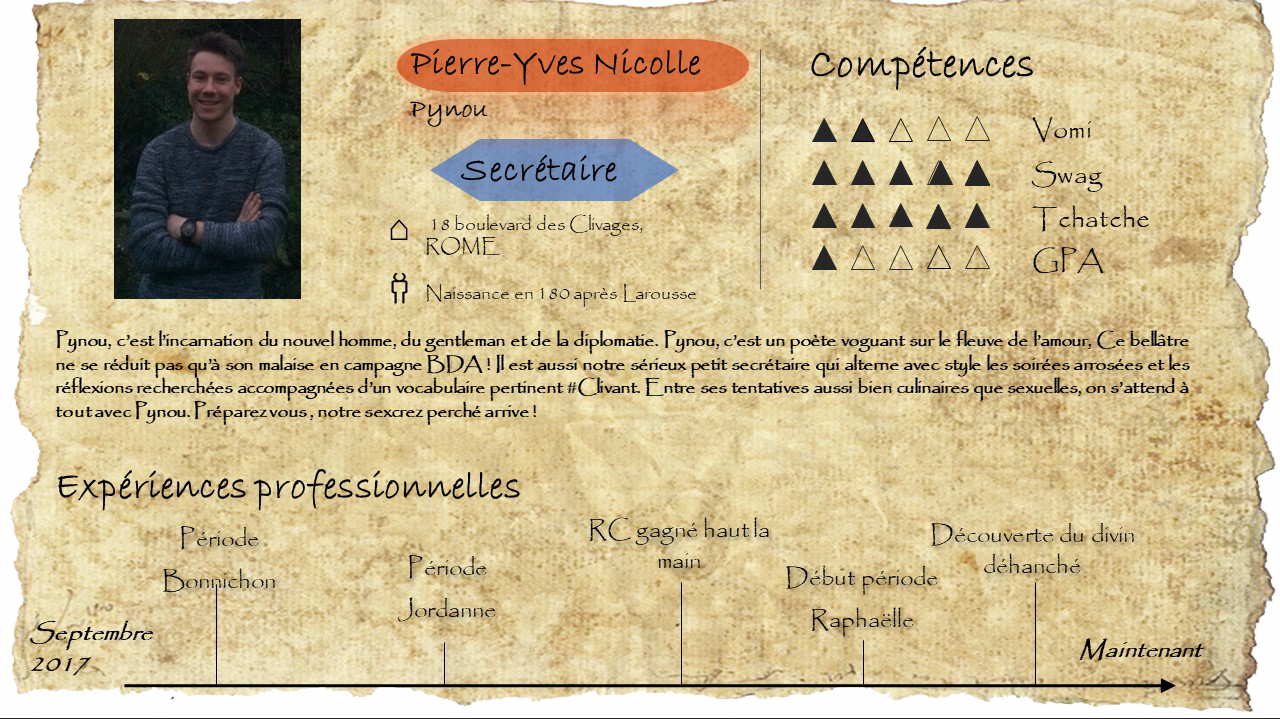 Pierre-Yves Nicolle
Pynou
Secrétaire
18 boulevard des Clivages,
ROME
Naissance en 180 après Larousse
Compétences
Vomi
Swag
Tchatche
GPA
Pynou, c’est l’incarnation du nouvel homme, du gentleman et de la diplomatie. Pynou, c’est un poète voguant sur le fleuve de l’amour, Ce bellâtre
ne se réduit pas qu’à son malaise en campagne BDA ! Il est aussi notre sérieux petit secrétaire qui alterne avec style les soirées arrosées et les
réflexions recherchées accompagnées d’un vocabulaire pertinent #Clivant. Entre ses tentatives aussi bien culinaires que sexuelles, on s’attend à
tout avec Pynou. Préparez vous , notre sexcrez perché arrive !
Expériences professionnelles
Période
Bonnichon
Période
Jordanne
RC gagné haut la
main
Début période
Raphaëlle
Découverte du divin
déhanché
Septembre
2017
Maintenant